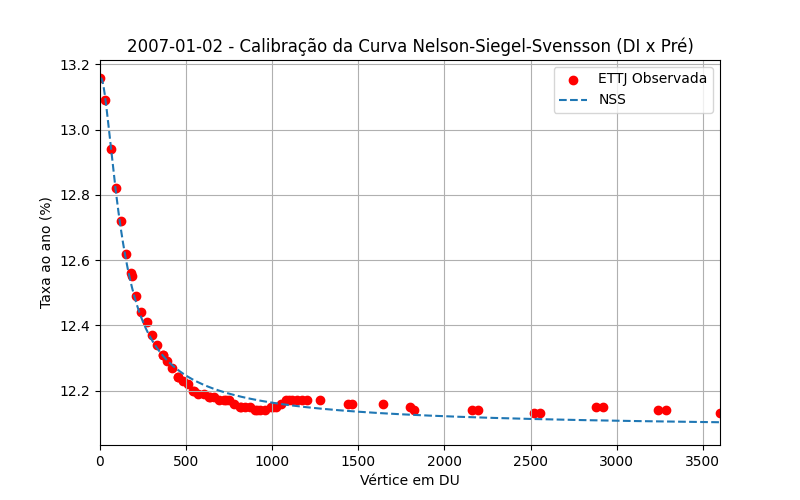 2007-01-02 - Calibração da Curva Nelson-Siegel-Svensson (DI x Pré)
ETTJ Observada
NSS
Taxa ao ano (%)
13.2
13.0
12.8
12.6
12.4
12.2
0 500 1000 1500 2000 2500 3000 3500
Vértice em DU